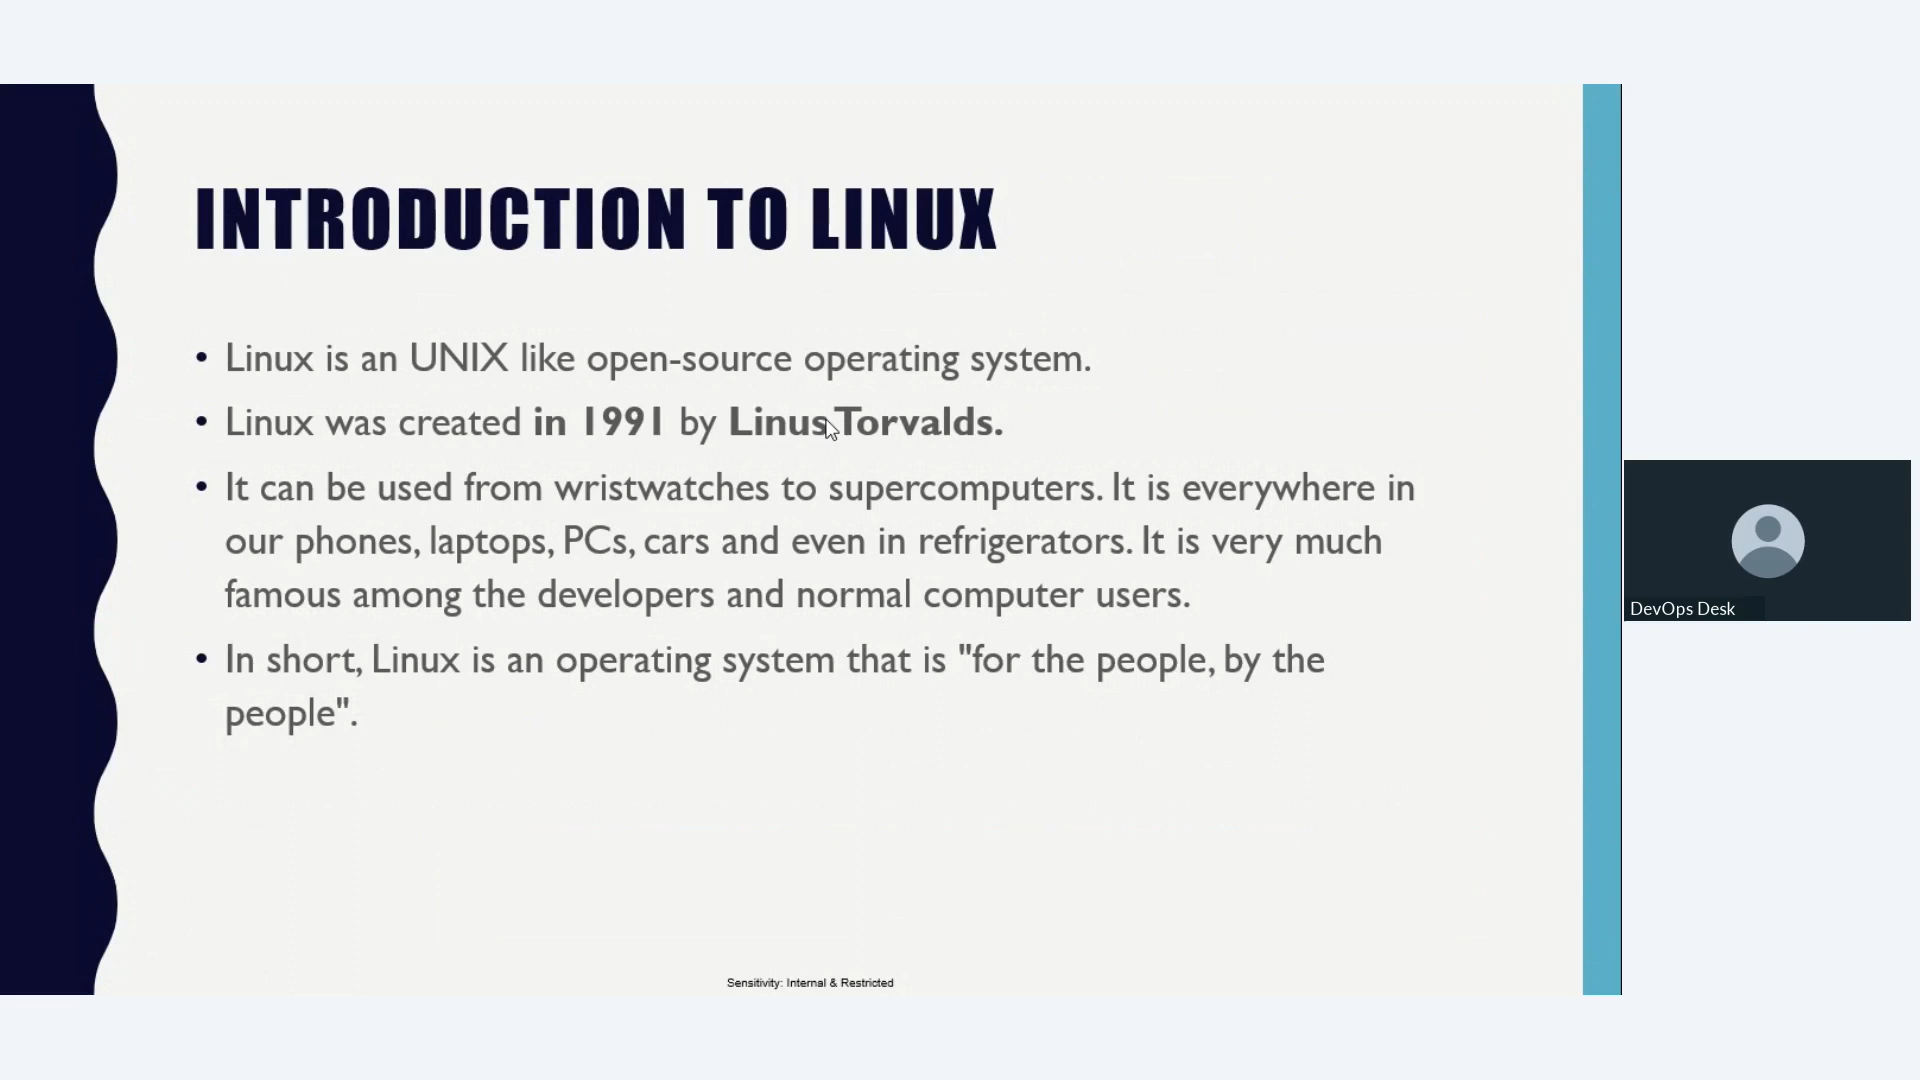 INTRODUCTION TO LINUX
• Linux is an UNIX like open-source operating system.
• Linux was created in 1991 by Linus Torvalds.
• It can be used from wristwatches to supercomputers. It is everywhere in
our phones, laptops, PCs, cars and even in refrigerators. It is very much
famous among the developers and normal computer users.
• In short, Linux is an operating system that is "for the people, by the
people".
DevOps Desk
Sensitivity: Internal & Restricted